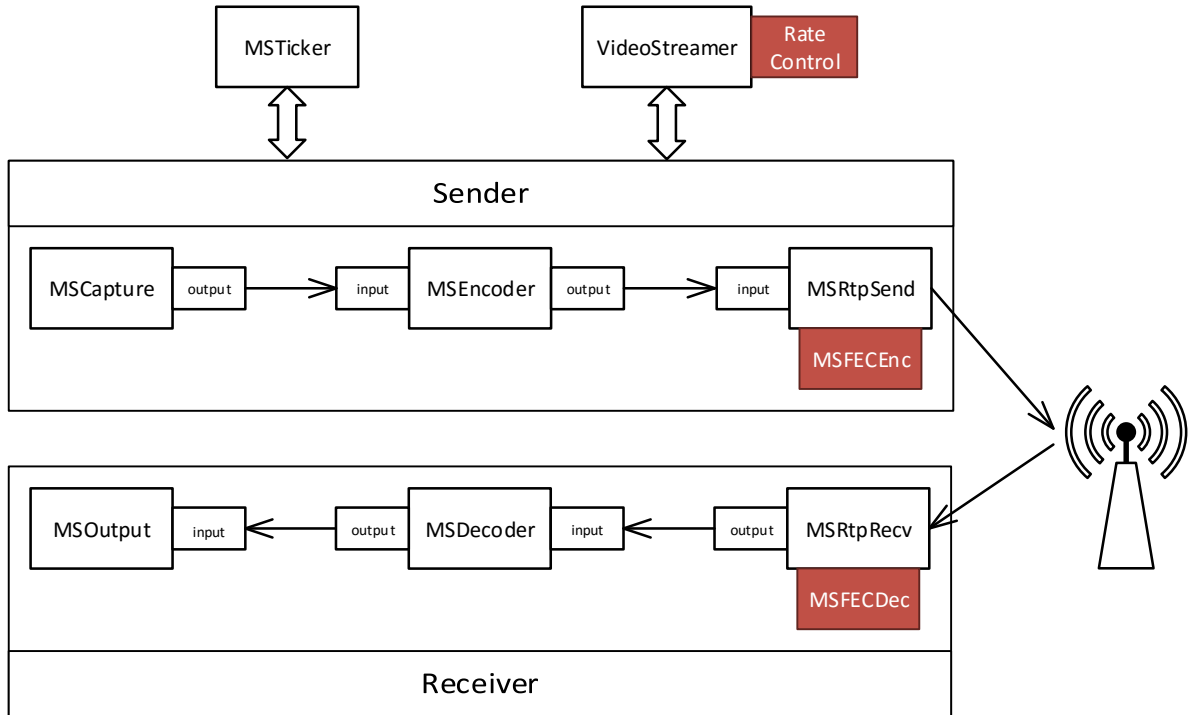 MSTicker
VideoStreamer
Rate
Control
Sender
MSCapture
output
input
MSEncoder
output
input
MSRtpSend
MSFECEnc
MSOutput
input
output
MSDecoder
input
output
MSRtpRecv
MSFECDec
Receiver